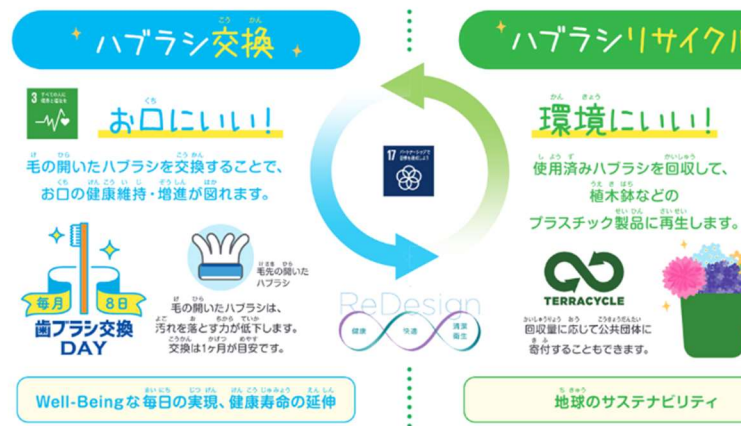 ハブラシ交換
3 すべての人に
健康と福祉を
お口にいい!
毛の開いたハブラシを交換することで、
お口の健康維持・増進が図れます。
毎月 8日
歯ブラシ交換
DAY
毛先の開いた
ハブラシ
毛の開いたハブラシは、
汚れを落とす力が低下します。
交換は1ヶ月が目安です。
Well-Beingな毎日の実現、健康寿命の延伸
17 パートナーシップで
目標を達成しよう
ReDesign
健康 快適 清潔
衛生
ハブラシリサイクル
環境にいい!
使用済みハブラシを回収して、
植木鉢などの
プラスチック製品に再生します。
TERRACYCLE
回収量に応じて公共団体に
寄付することもできます。
地球のサステナビリティ